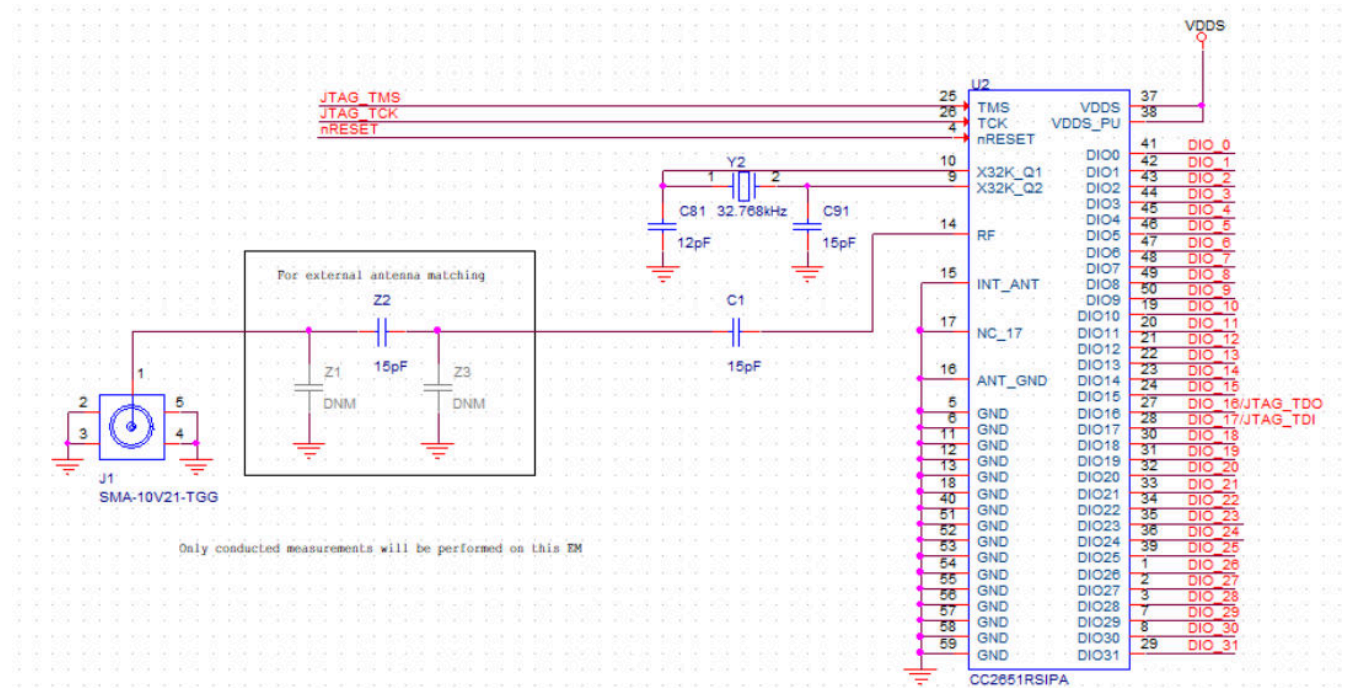 VDDS
U2
JTAG_TMS 25 TMS VDDS 37
JTAG_TCK 26 TCK VDDS_PU 38
nRESET 4 nRESET
DIO0 41 DIO_0
DIO1 42 DIO_1
DIO2 43 DIO_2
DIO3 44 DIO_3
DIO4 45 DIO_4
DIO5 46 DIO_5
DIO6 47 DIO_6
DIO7 48 DIO_7
DIO8 49 DIO_8
DIO9 50 DIO_9
DIO10 19 DIO_10
DIO11 20 DIO_11
DIO12 21 DIO_12
DIO13 22 DIO_13
DIO14 23 DIO_14
DIO15 24 DIO_15
DIO16 27 DIO_16/JTAG_TDO
DIO17 28 DIO_17/JTAG_TDI
DIO18 30 DIO_18
DIO19 31 DIO_19
DIO20 32 DIO_20
DIO21 33 DIO_21
DIO22 34 DIO_22
DIO23 35 DIO_23
DIO24 36 DIO_24
DIO25 39 DIO_25
DIO26 1 DIO_26
DIO27 2 DIO_27
DIO28 3 DIO_28
DIO29 7 DIO_29
DIO30 8 DIO_30
DIO31 29 DIO_31
10 X32K_Q1
9 X32K_Q2
Y2
1 2
32.768kHz
C81
12pF
C91
15pF
14 RF
15 INT_ANT
17 NC_17
16 ANT_GND
5 GND
6 GND
11 GND
12 GND
13 GND
18 GND
40 GND
51 GND
52 GND
53 GND
54 GND
55 GND
56 GND
57 GND
58 GND
59 GND
CC2651RSIPA
For external antenna matching
Z2
15pF
Z1
DNM
Z3
DNM
C1
15pF
1
2 5
3 4
J1
SMA-10V21-TGG
Only conducted measurements will be performed on this EM